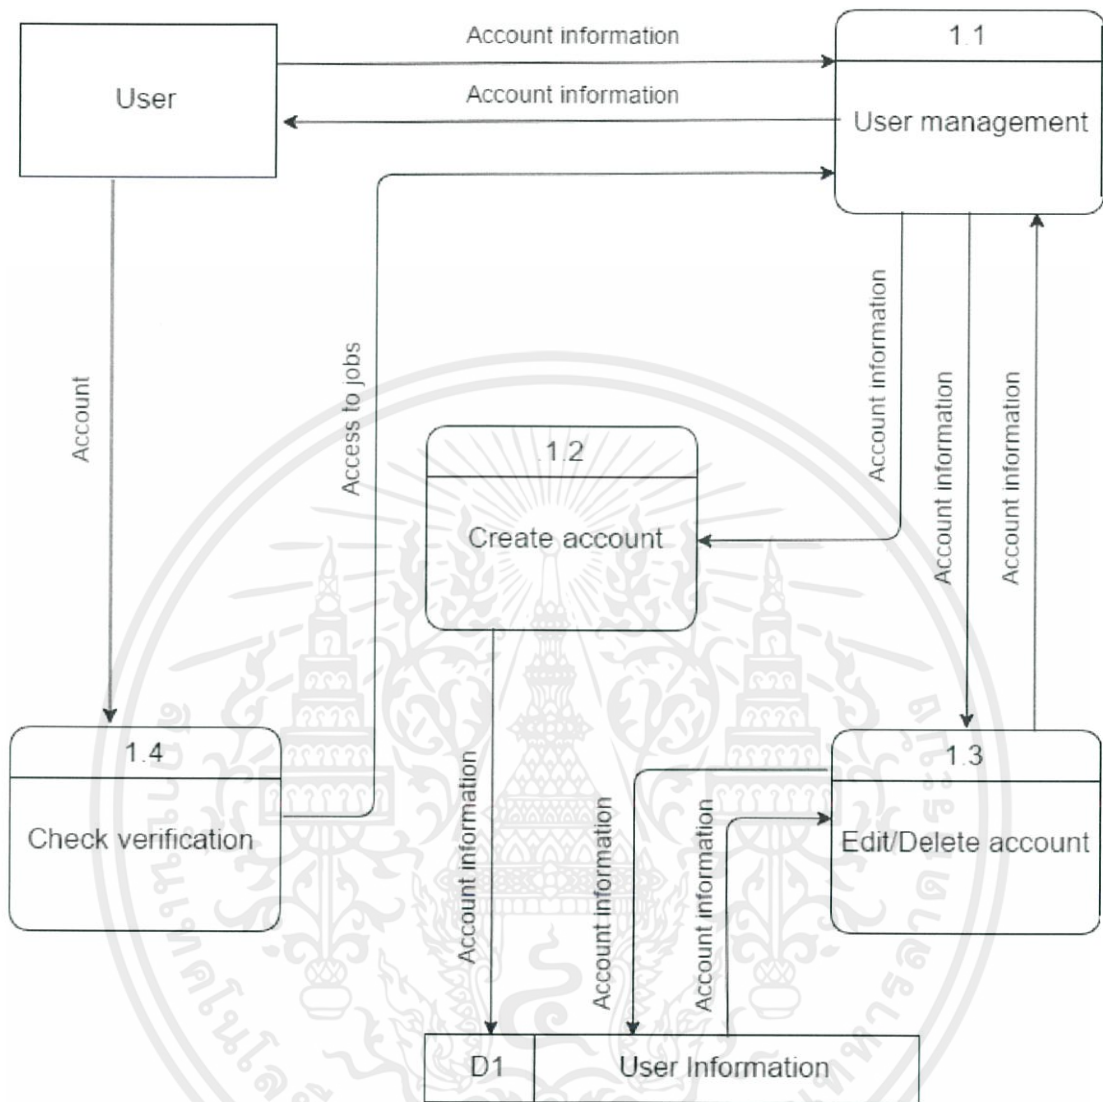 Account information
1.1
User
Account information
User management
Account information
Account information
Account information
Account
Access to jobs
.1.2
Create account
1.4
Check verification
1.3
Edit/Delete account
Account information
Account information
Account information
D1
User Information